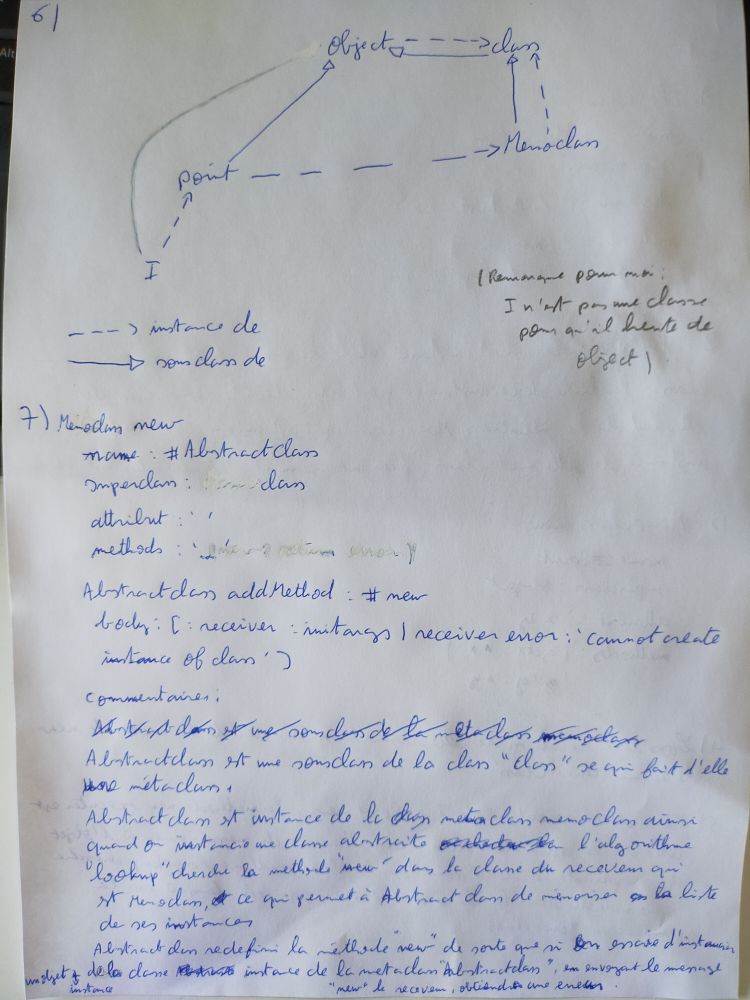 6)
Object class
Memoclass
point
I
(Remarque pour moi:
I n'est pas une classe
pour qu'il herite de
object)
instance de
sousclass de
7) Memoclass new
name : #Abstractclass
superclass : class
attribut : ' '
methods : '
Abstractclass addMethod : #new
body: [ : receiver : initargs | receiver error : 'cannot create
instance of class' ]
commentaires :
Abstractclass est une sousclass de la metaclass memoclass
Abstractclass est une sousclass de la class "class" se qui fait d'elle
une métaclass.
Abstractclass est instance de la class metaclass memoclass ainsi
quand on instancie une classe abstraite l'algorithme
"lookup" cherche la methode "new" dans la classe du receveur qui
est Memoclass, ce qui permet à Abstractclass de memoriser la liste
de ses instances
Abstractclass redefini la méthode "new" de sorte que si essaie d'instancier
un objet de la classe instance de la metaclass "Abstractclass", en envoyant le message
instance "new" le receveur, obtiendra une erreur.